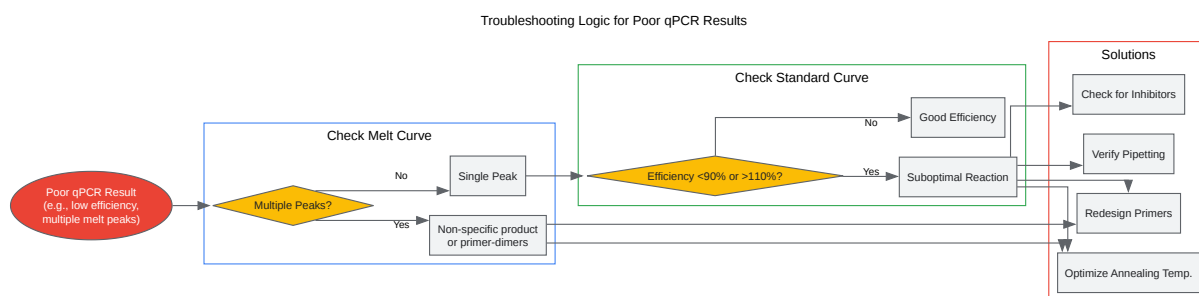 Troubleshooting Logic for Poor qPCR Results
Poor qPCR Result
(e.g., low efficiency,
multiple melt peaks)
Check Melt Curve
Multiple Peaks?
No
Yes
Single Peak
Non-specific product
or primer-dimers
Check Standard Curve
Efficiency <90% or >110%?
No
Yes
Good Efficiency
Suboptimal Reaction
Solutions
Check for Inhibitors
Verify Pipetting
Redesign Primers
Optimize Annealing Temp.